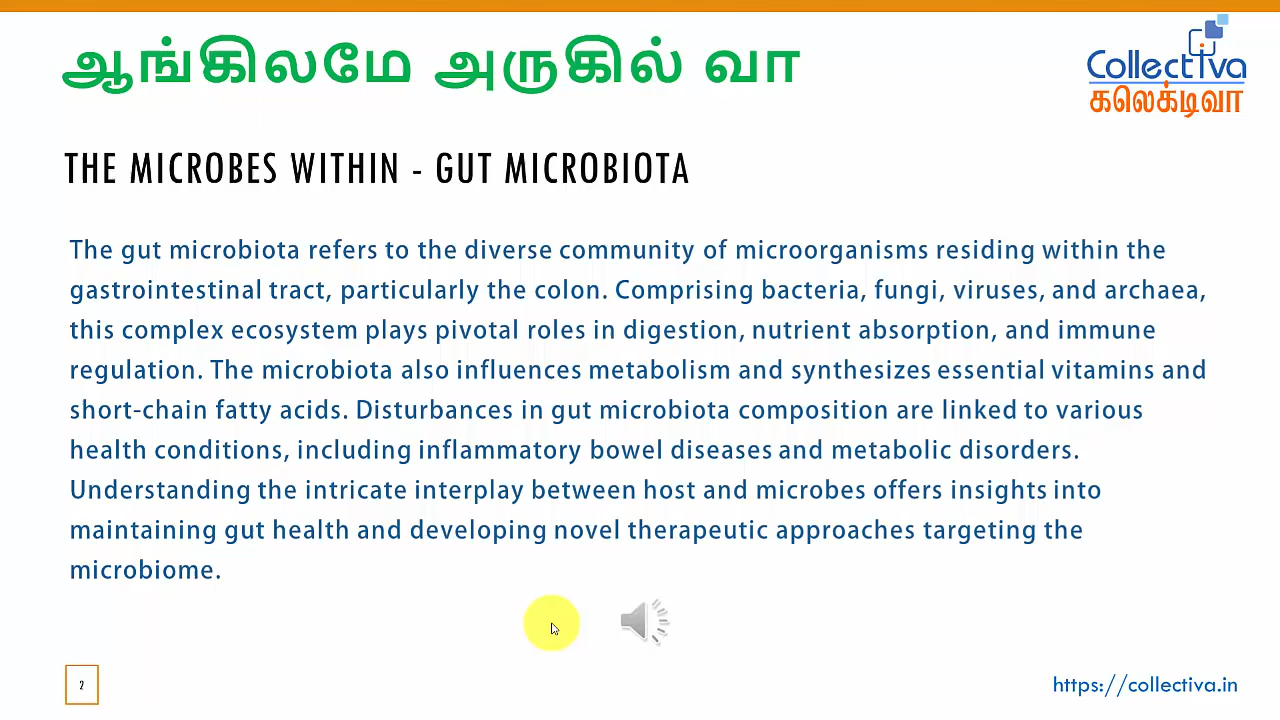 ஆங்கிலமே அருகில் வா
Collectiva
கலெக்டிவா
THE MICROBES WITHIN - GUT MICROBIOTA
The gut microbiota refers to the diverse community of microorganisms residing within the
gastrointestinal tract, particularly the colon. Comprising bacteria, fungi, viruses, and archaea,
this complex ecosystem plays pivotal roles in digestion, nutrient absorption, and immune
regulation. The microbiota also influences metabolism and synthesizes essential vitamins and
short-chain fatty acids. Disturbances in gut microbiota composition are linked to various
health conditions, including inflammatory bowel diseases and metabolic disorders.
Understanding the intricate interplay between host and microbes offers insights into
maintaining gut health and developing novel therapeutic approaches targeting the
microbiome.
2
https://collectiva.in